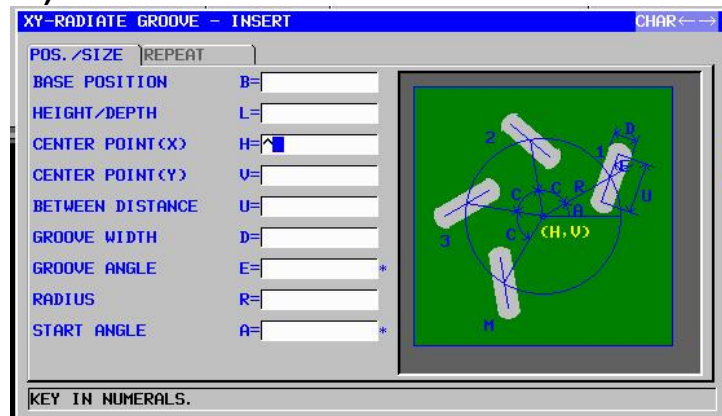 XY-RADIATE GROOVE - INSERT CHAR←→
POS./SIZE REPEAT
BASE POSITION B=
HEIGHT/DEPTH L=
CENTER POINT(X) H=^
CENTER POINT(Y) V=
BETWEEN DISTANCE U=
GROOVE WIDTH D=
GROOVE ANGLE E= *
RADIUS R=
START ANGLE A= *
D
2
1
E
C C R U
A
3 C (H,V)
M
KEY IN NUMERALS.